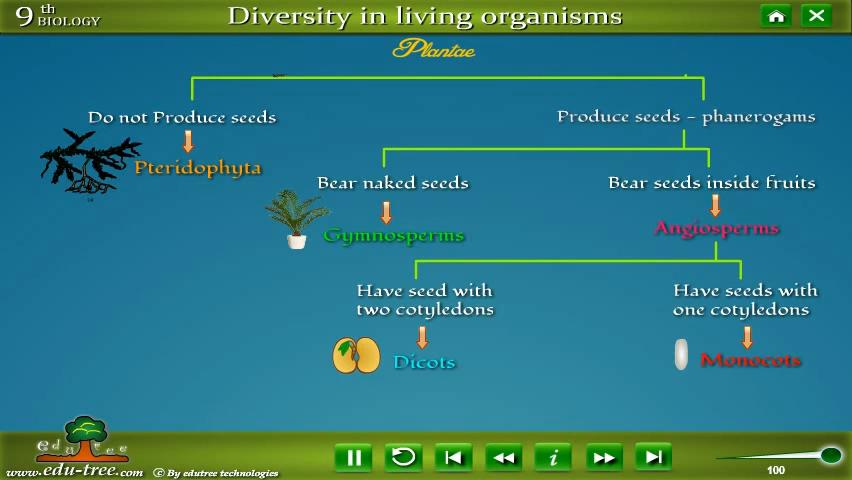 9th BIOLOGY
Diversity in living organisms
Plantae
Do not Produce seeds
Produce seeds - phanerogams
Pteridophyta
Bear naked seeds
Bear seeds inside fruits
Gymnosperms
Angiosperms
Have seed with
two cotyledons
Have seeds with
one cotyledons
Dicots
Monocots
edutree
www.edu-tree.com © By edutree technologies
i
100